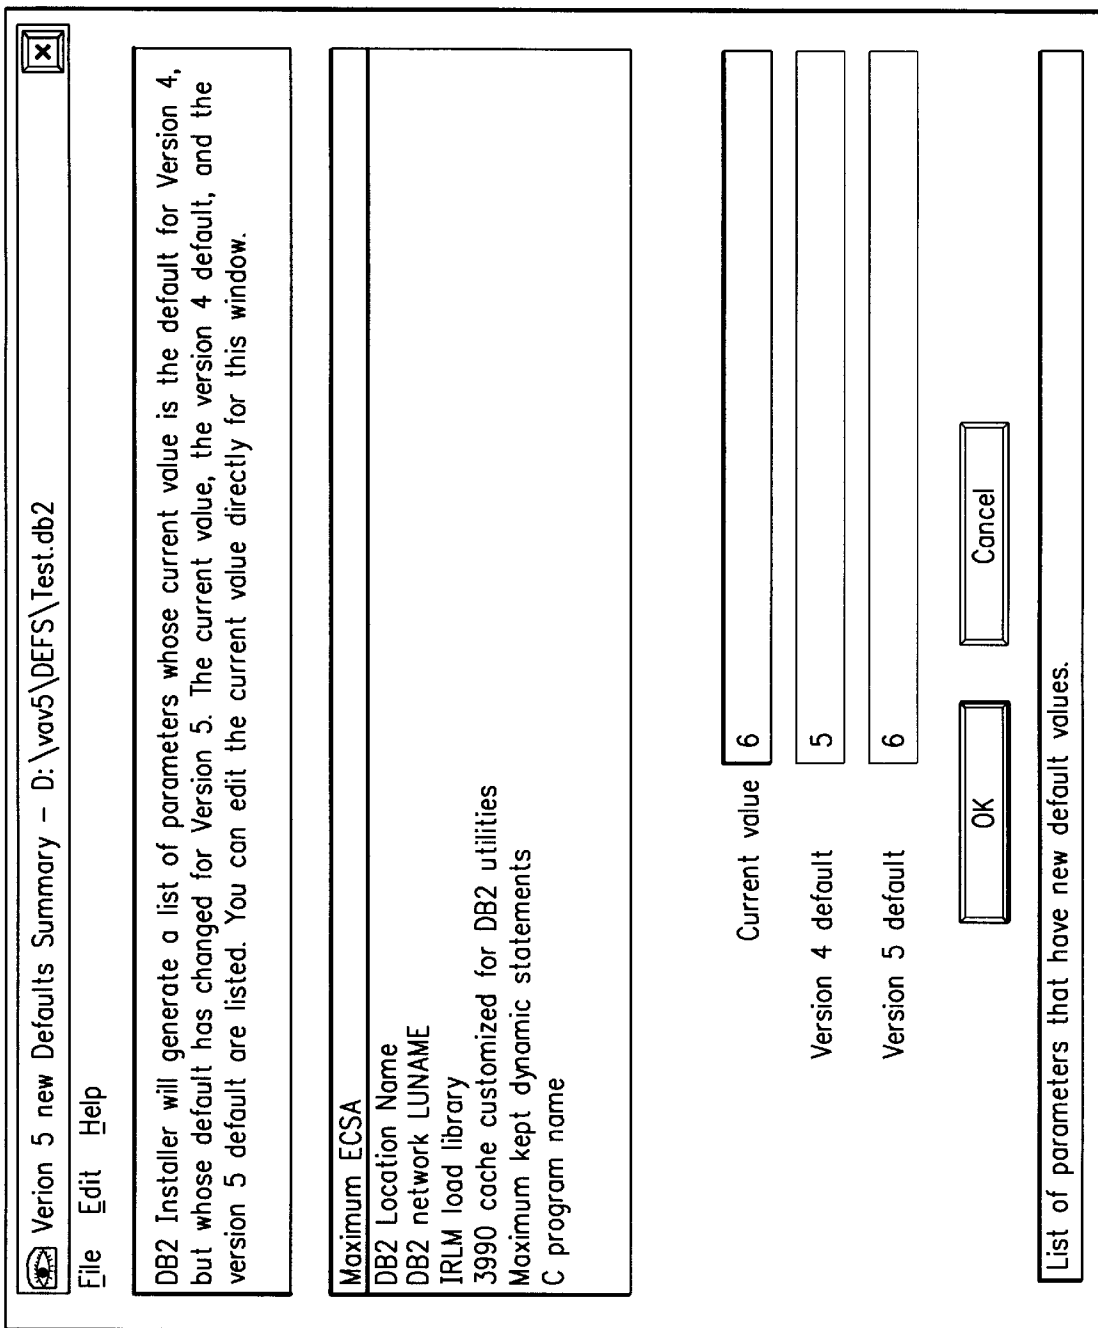 Verion 5 new Defaults Summary – D:\vav5\DEFS\Test.db2
File Edit Help
DB2 Installer will generate a list of parameters whose current value is the default for Version 4,
but whose default has changed for Version 5. The current value, the version 4 default, and the
version 5 default are listed. You can edit the current value directly for this window.
Maximum ECSA
DB2 Location Name
DB2 network LUNAME
IRLM load library
3990 cache customized for DB2 utilities
Maximum kept dynamic statements
C program name
Current value 6
Version 4 default 5
Version 5 default 6
OK Cancel
List of parameters that have new default values.